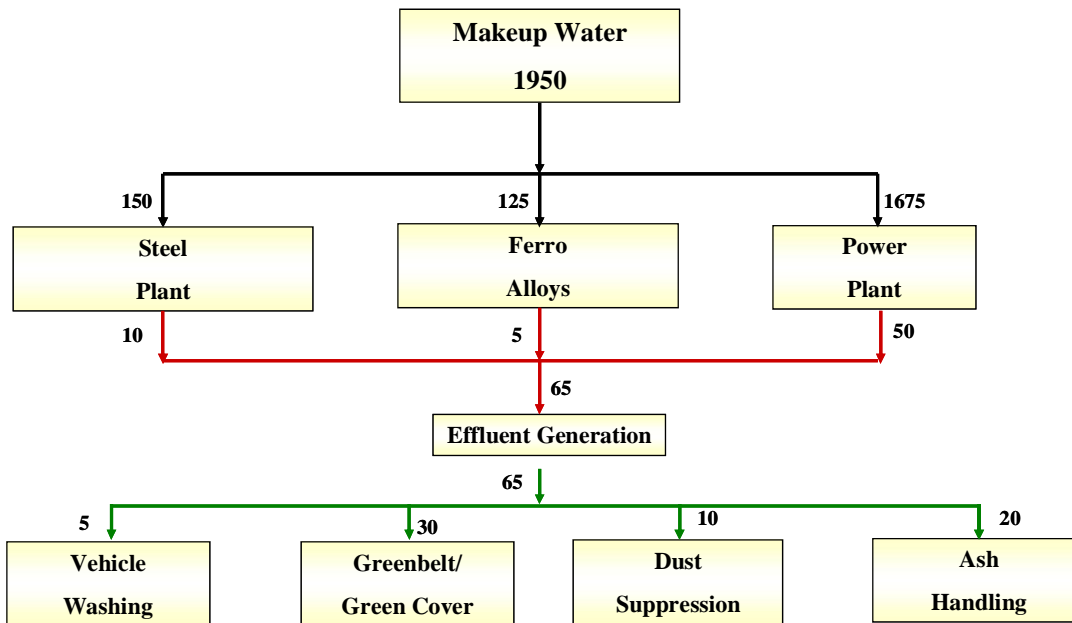 Makeup Water
1950
150
125
1675
Steel
Plant
Ferro
Alloys
Power
Plant
10
5
50
65
Effluent Generation
65
5
30
10
20
Vehicle
Washing
Greenbelt/
Green Cover
Dust
Suppression
Ash
Handling